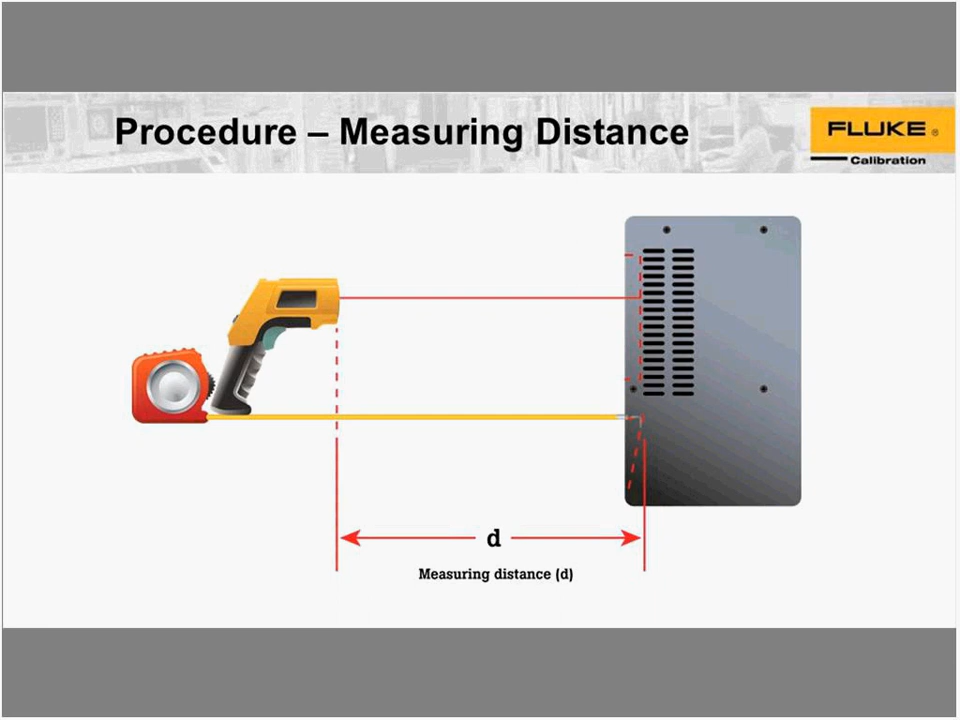 Procedure – Measuring Distance
FLUKE ®
Calibration
d
Measuring distance (d)